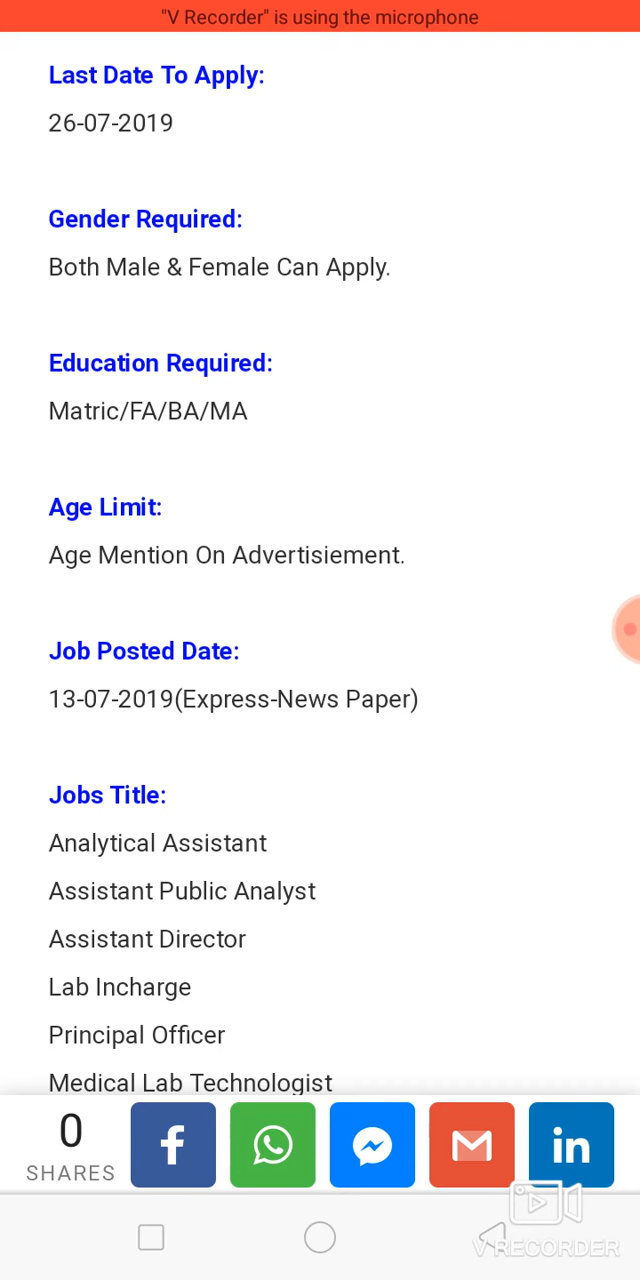 "V Recorder" is using the microphone
Last Date To Apply:
26-07-2019
Gender Required:
Both Male & Female Can Apply.
Education Required:
Matric/FA/BA/MA
Age Limit:
Age Mention On Advertisiement.
Job Posted Date:
13-07-2019(Express-News Paper)
Jobs Title:
Analytical Assistant
Assistant Public Analyst
Assistant Director
Lab Incharge
Principal Officer
Medical Lab Technologist
0
SHARES
V RECORDER